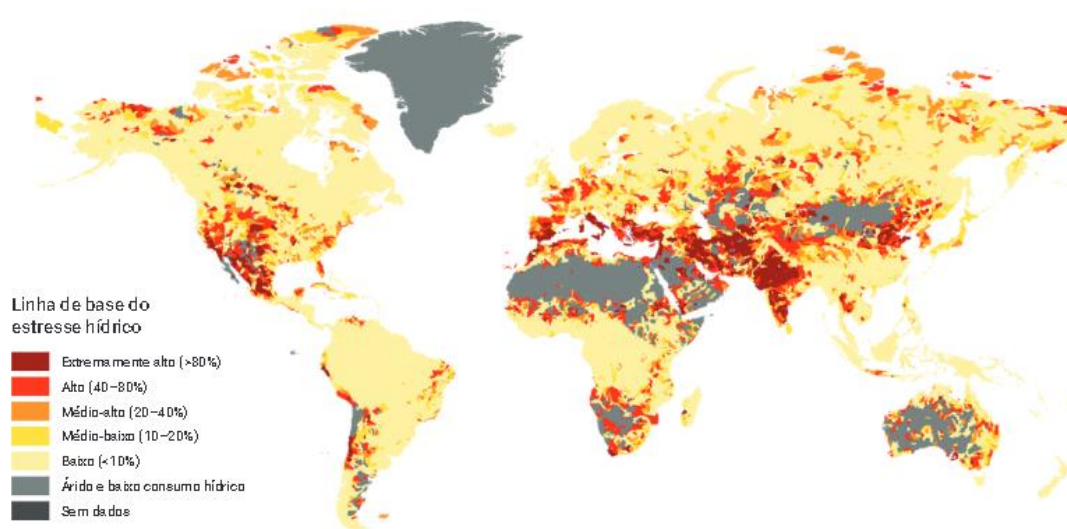 Linha de base do
estresse hídrico
Extremamente alto (>80%)
Alto (40–80%)
Médio-alto (20–40%)
Médio-baixo (10–20%)
Baixo (<10%)
Árido e baixo consumo hídrico
Sem dados